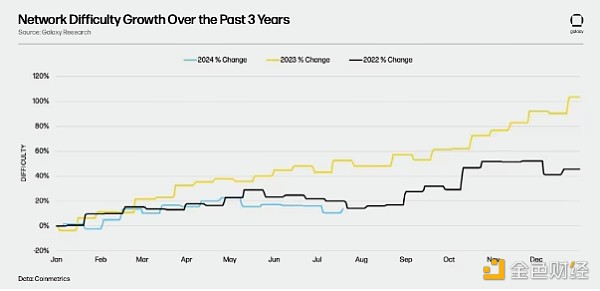 Network Difficulty Growth Over the Past 3 Years
Source: Galaxy Research
galaxy
2024 % Change 2023 % Change 2022 % Change
120%
100%
80%
60%
40%
20%
0%
-20%
DIFFICULTY
Jan Feb Mar Apr May Jun Jul Aug Sep Oct Nov Dec
Data: Coinmetrics
金色财经